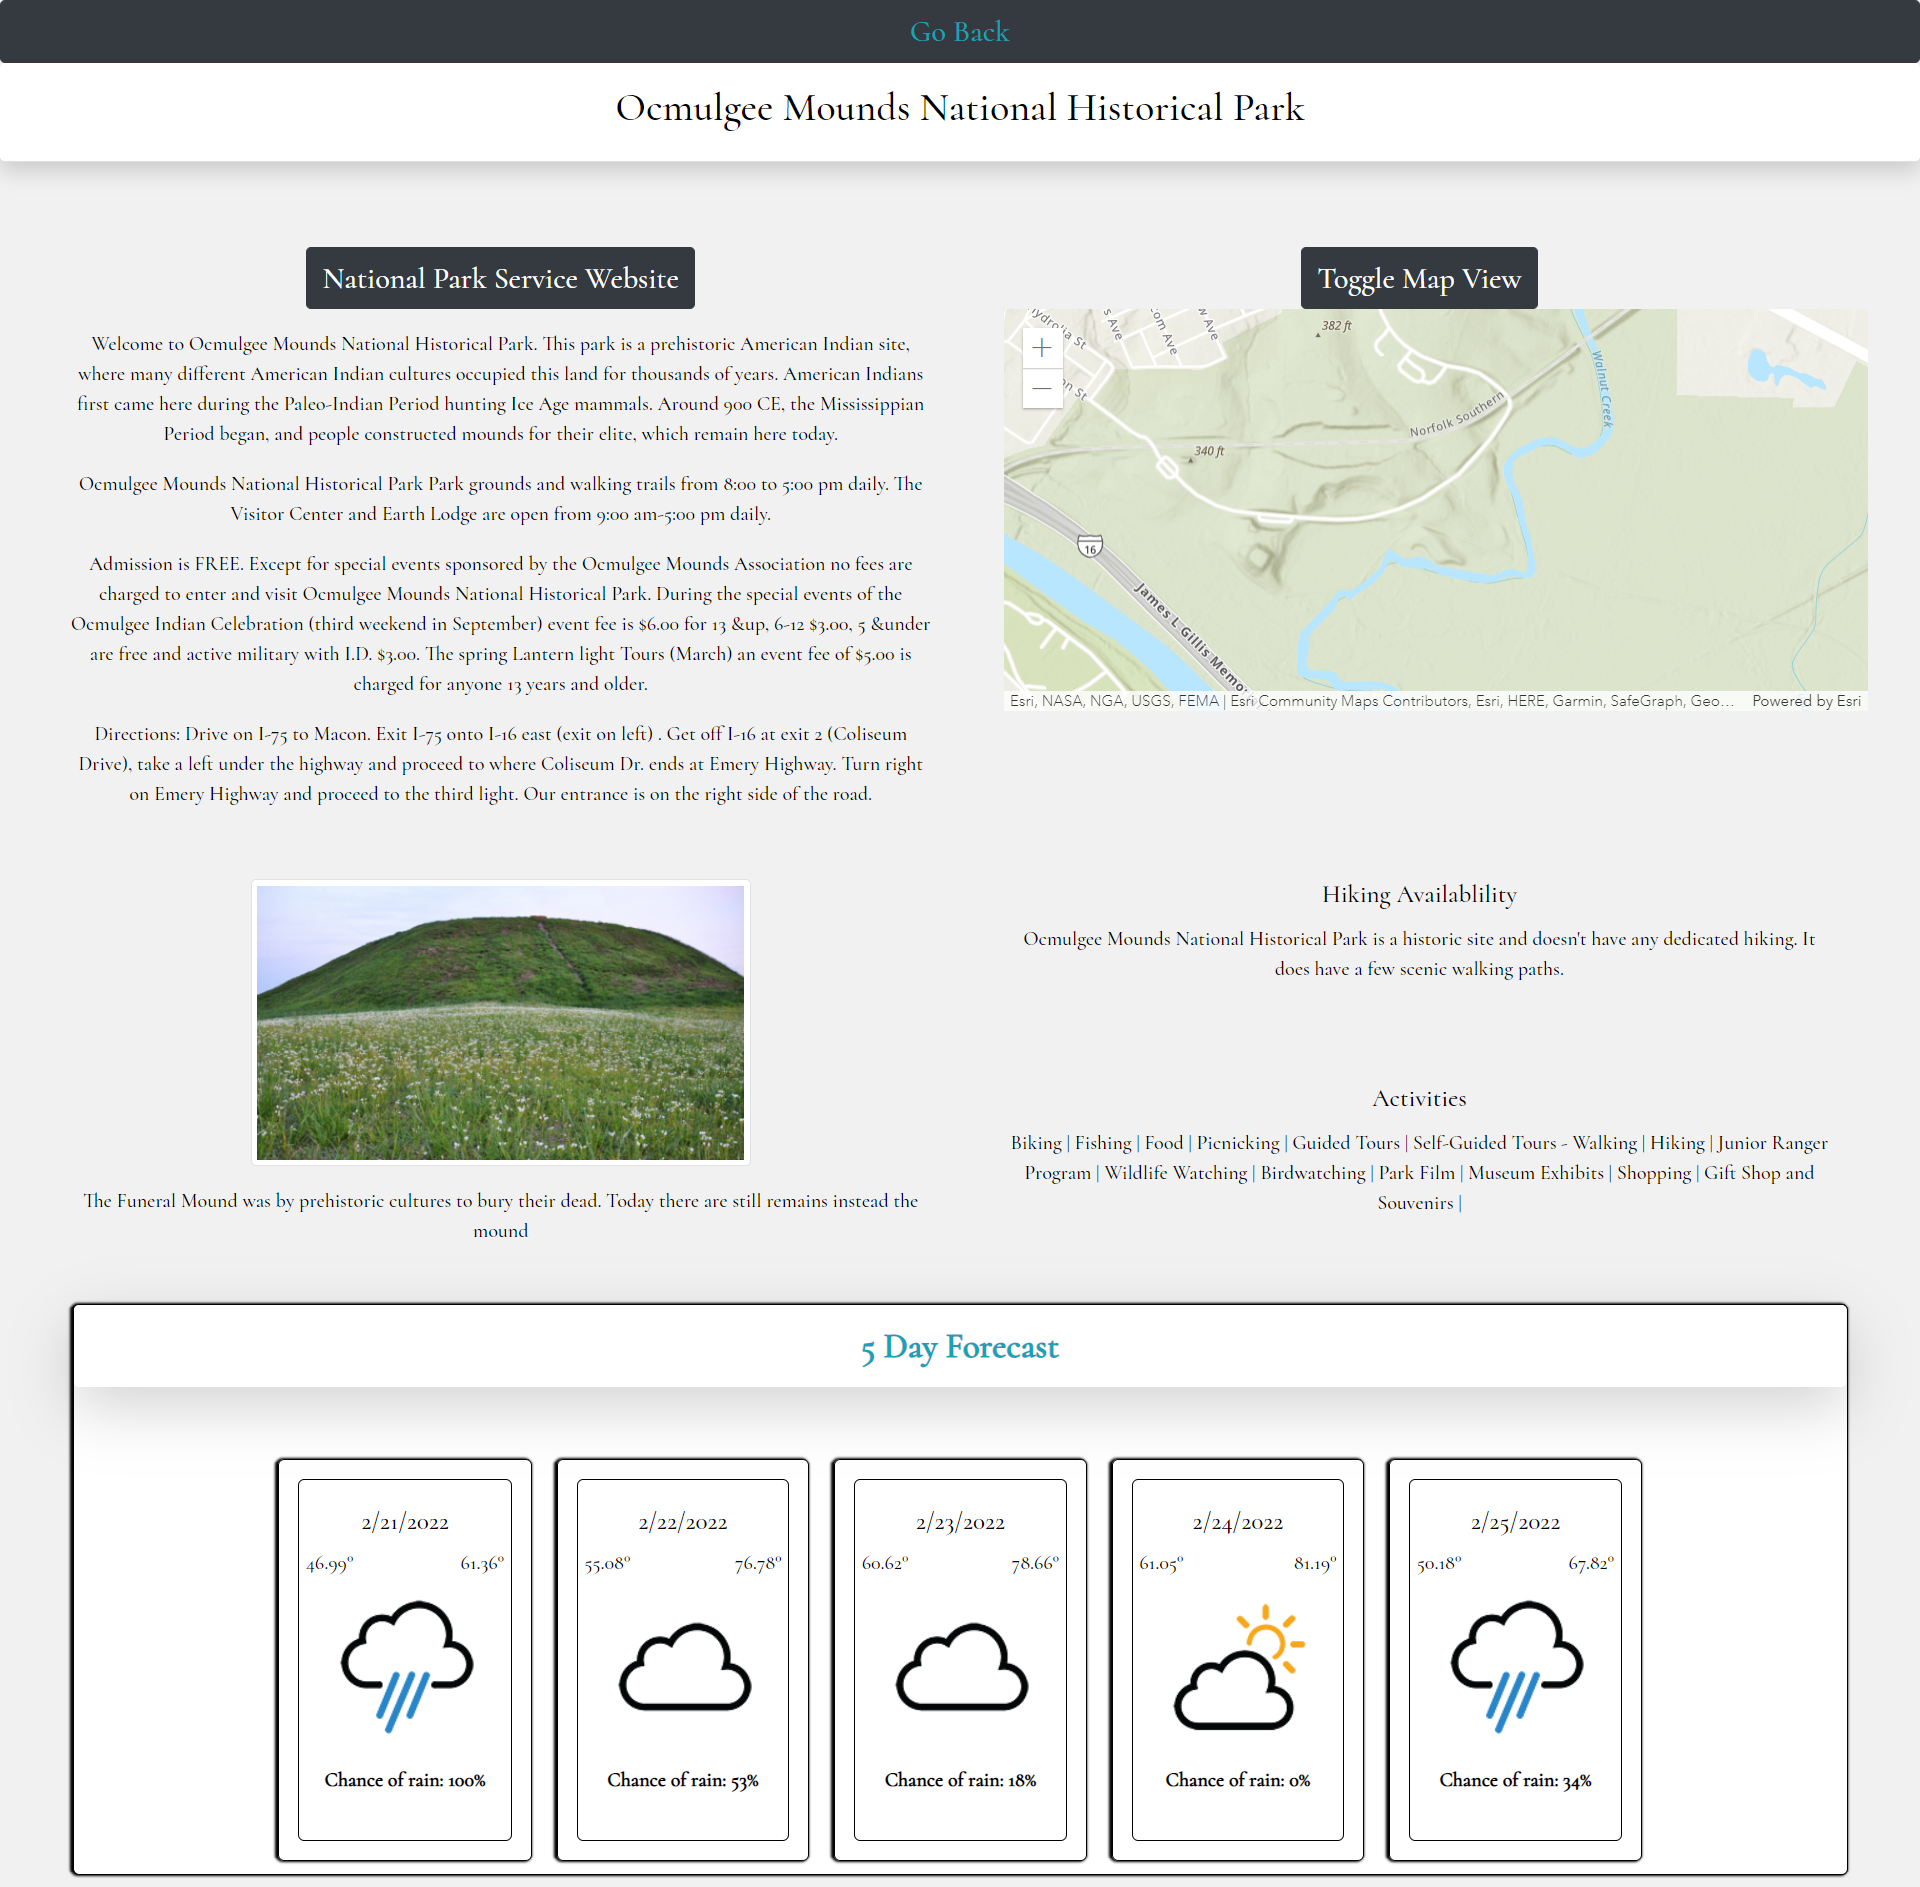 Go Back
Ocmulgee Mounds National Historical Park
National Park Service Website
Welcome to Ocmulgee Mounds National Historical Park. This park is a prehistoric American Indian site,
where many different American Indian cultures occupied this land for thousands of years. American Indians
first came here during the Paleo-Indian Period hunting Ice Age mammals. Around 900 CE, the Mississippian
Period began, and people constructed mounds for their elite, which remain here today.
Ocmulgee Mounds National Historical Park Park grounds and walking trails from 8:00 to 5:00 pm daily. The
Visitor Center and Earth Lodge are open from 9:00 am-5:00 pm daily.
Admission is FREE. Except for special events sponsored by the Ocmulgee Mounds Association no fees are
charged to enter and visit Ocmulgee Mounds National Historical Park. During the special events of the
Ocmulgee Indian Celebration (third weekend in September) event fee is $6.00 for 13 &up, 6-12 $3.00, 5 &under
are free and active military with I.D. $3.00. The spring Lantern light Tours (March) an event fee of $5.00 is
charged for anyone 13 years and older.
Directions: Drive on I-75 to Macon. Exit I-75 onto I-16 east (exit on left) . Get off I-16 at exit 2 (Coliseum
Drive), take a left under the highway and proceed to where Coliseum Dr. ends at Emery Highway. Turn right
on Emery Highway and proceed to the third light. Our entrance is on the right side of the road.
Toggle Map View
s Ave
om Ave
w Ave
382 ft
Walnut Creek
Norfolk Southern
on St
340 ft
16
James L Gillis Memo
Esri, NASA, NGA, USGS, FEMA | Esri Community Maps Contributors, Esri, HERE, Garmin, SafeGraph, Geo... Powered by Esri
The Funeral Mound was by prehistoric cultures to bury their dead. Today there are still remains instead the
mound
Hiking Availablility
Ocmulgee Mounds National Historical Park is a historic site and doesn't have any dedicated hiking. It
does have a few scenic walking paths.
Activities
Biking | Fishing | Food | Picnicking | Guided Tours | Self-Guided Tours - Walking | Hiking | Junior Ranger
Program | Wildlife Watching | Birdwatching | Park Film | Museum Exhibits | Shopping | Gift Shop and
Souvenirs |
5 Day Forecast
2/21/2022
46.99° 61.36°
Chance of rain: 100%
2/22/2022
55.08° 76.78°
Chance of rain: 53%
2/23/2022
60.62° 78.66°
Chance of rain: 18%
2/24/2022
61.05° 81.19°
Chance of rain: 0%
2/25/2022
50.18° 67.82°
Chance of rain: 34%